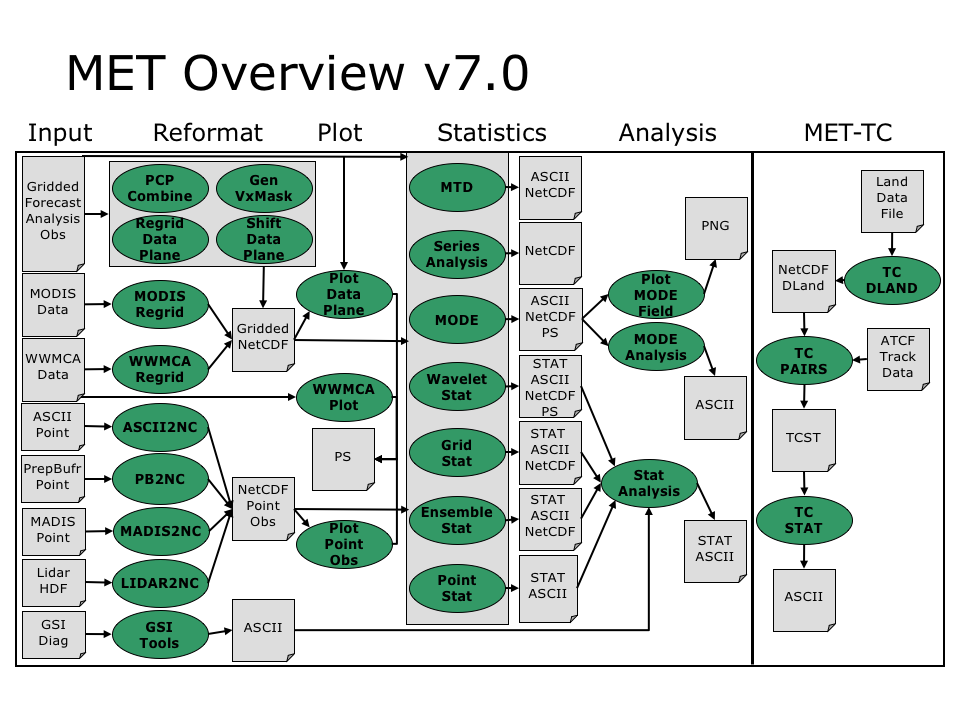 MET Overview v7.0
Input
Reformat
Plot
Statistics
Analysis
MET-TC
Gridded
Forecast
Analysis
Obs
MODIS
Data
WWMCA
Data
ASCII
Point
PrepBufr
Point
MADIS
Point
Lidar
HDF
GSI
Diag
PCP
Combine
Gen
VxMask
Regrid
Data
Plane
Shift
Data
Plane
MODIS
Regrid
WWMCA
Regrid
ASCII2NC
PB2NC
MADIS2NC
LIDAR2NC
GSI
Tools
Gridded
NetCDF
NetCDF
Point
Obs
ASCII
Plot
Data
Plane
WWMCA
Plot
PS
Plot
Point
Obs
MTD
Series
Analysis
MODE
Wavelet
Stat
Grid
Stat
Ensemble
Stat
Point
Stat
ASCII
NetCDF
NetCDF
ASCII
NetCDF
PS
STAT
ASCII
NetCDF
PS
STAT
ASCII
NetCDF
STAT
ASCII
NetCDF
STAT
ASCII
Plot
MODE
Field
MODE
Analysis
Stat
Analysis
PNG
ASCII
STAT
ASCII
Land
Data
File
NetCDF
DLand
TC
DLAND
TC
PAIRS
ATCF
Track
Data
TCST
TC
STAT
ASCII